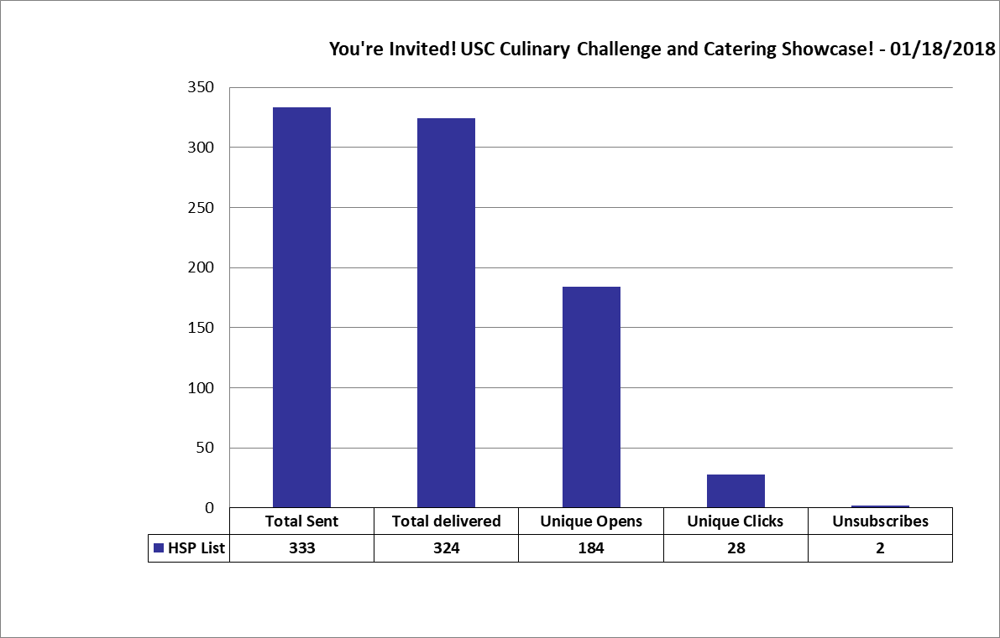 You're Invited! USC Culinary Challenge and Catering Showcase! - 01/18/2018
350
300
250
200
150
100
50
0
Total Sent Total delivered Unique Opens Unique Clicks Unsubscribes
HSP List 333 324 184 28 2